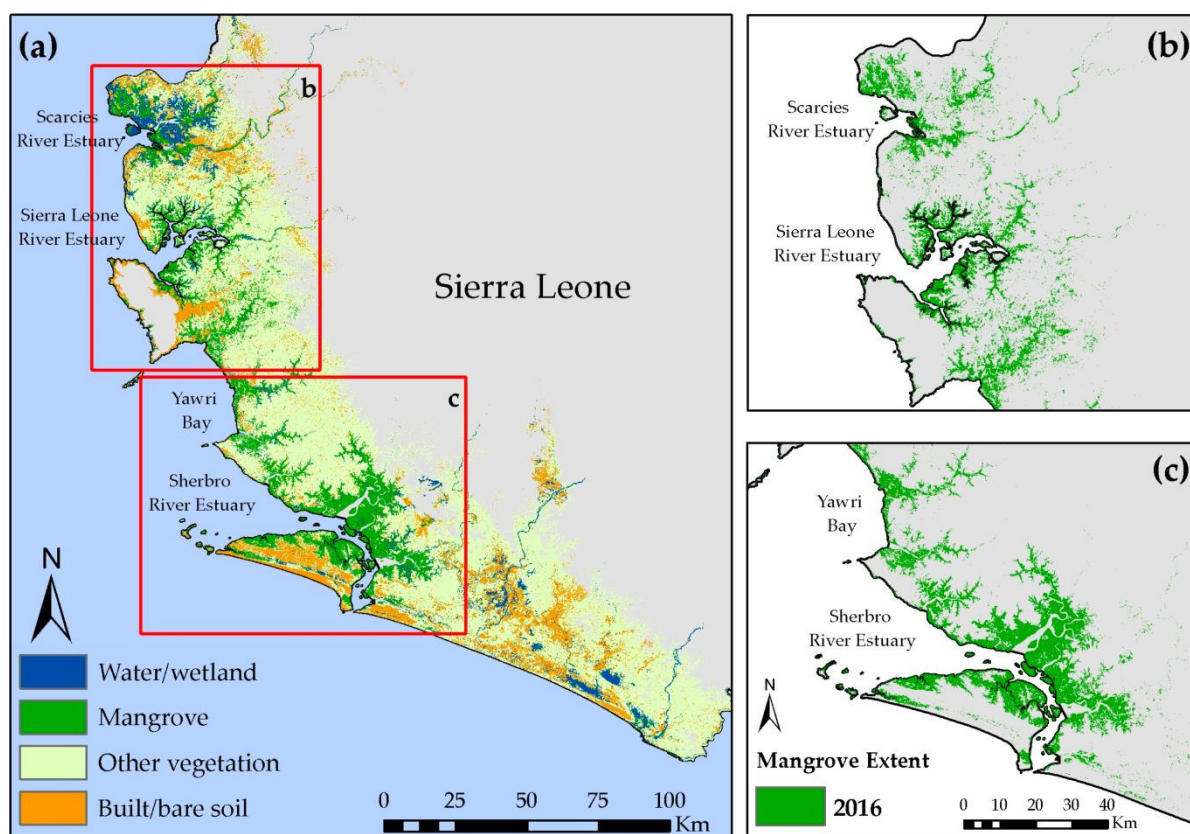 (a)
b
Scarcies
River Estuary
Sierra Leone
River Estuary
Sierra Leone
c
Yawri
Bay
Sherbro
River Estuary
N
Water/wetland
Mangrove
Other vegetation
Built/bare soil
0 25 50 75 100
Km
(b)
Scarcies
River Estuary
Sierra Leone
River Estuary
(c)
Yawri
Bay
Sherbro
River Estuary
N
Mangrove Extent
2016
0 10 20 30 40
Km